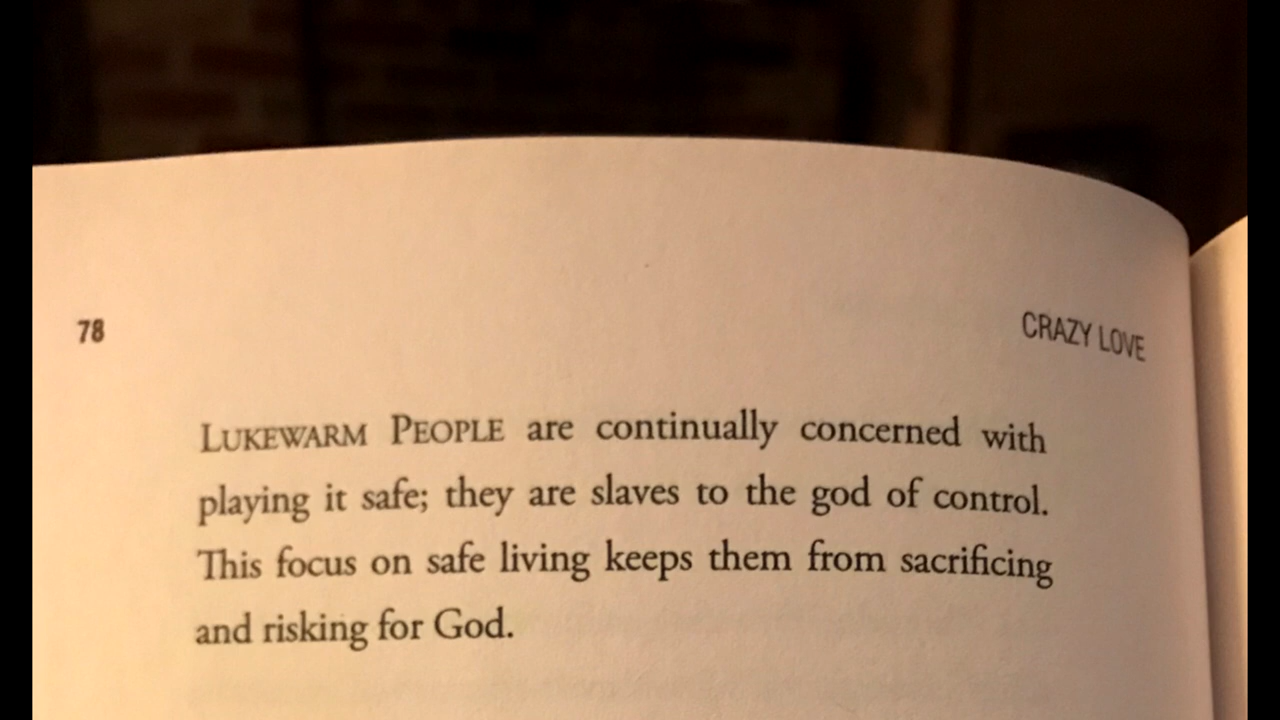 78
CRAZY LOVE
LUKEWARM PEOPLE are continually concerned with
playing it safe; they are slaves to the god of control.
This focus on safe living keeps them from sacrificing
and risking for God.